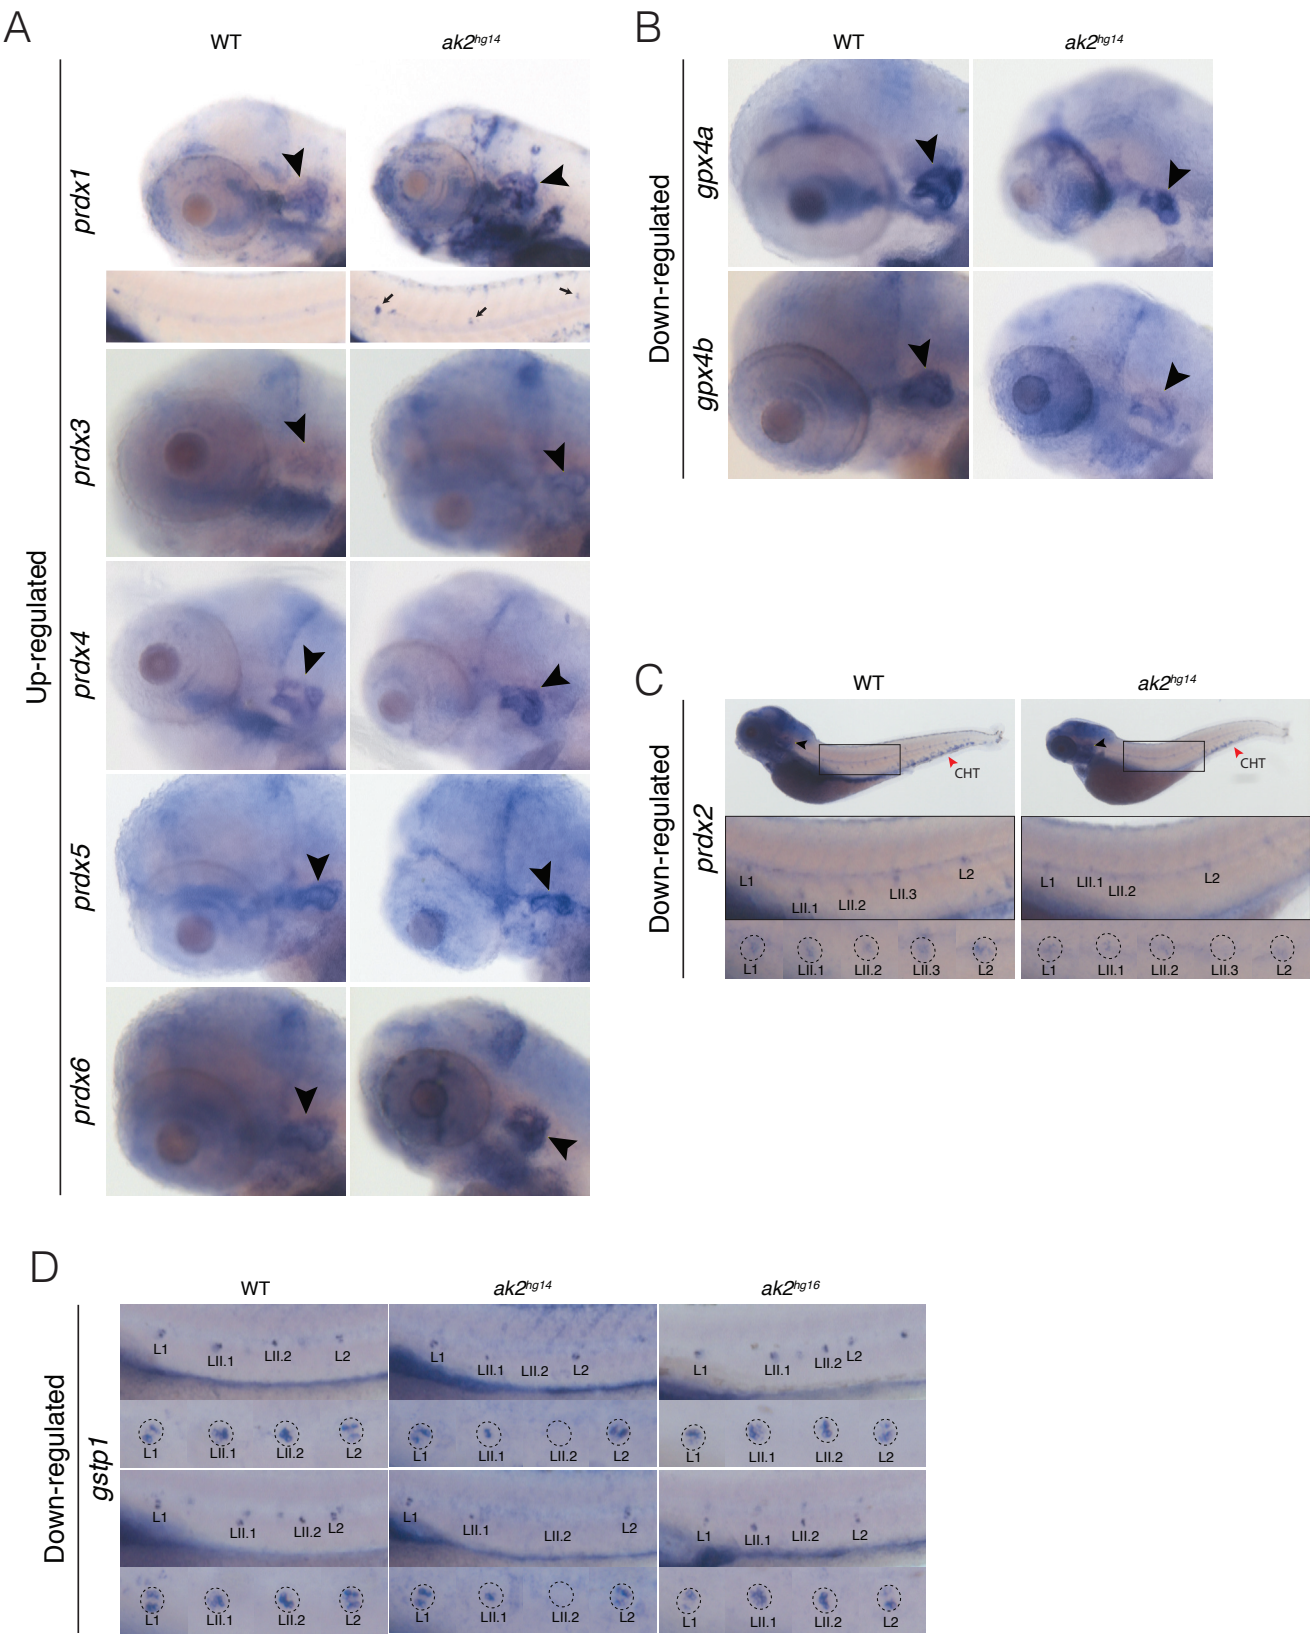 A
WT
ak2hg14
Up-regulated
prdx1
prdx3
prdx4
prdx5
prdx6
B
WT
ak2hg14
Down-regulated
gpx4a
gpx4b
C
WT
ak2hg14
Down-regulated
prdx2
CHT
CHT
L1
LII.1
LII.2
LII.3
L2
L1
LII.1
LII.2
L2
L1
LII.1
LII.2
LII.3
L2
L1
LII.1
LII.2
LII.3
L2
D
WT
ak2hg14
ak2hg16
Down-regulated
gstp1
L1
LII.1
LII.2
L2
L1
LII.1
LII.2
L2
L1
LII.1
LII.2
L2
L1
LII.1
LII.2
L2
L1
LII.1
LII.2
L2
L1
LII.1
LII.2
L2
L1
LII.1
LII.2
L2
L1
LII.1
LII.2
L2
L1
LII.1
LII.2
L2
L1
LII.1
LII.2
L2
L1
LII.1
LII.2
L2
L1
LII.1
LII.2
L2